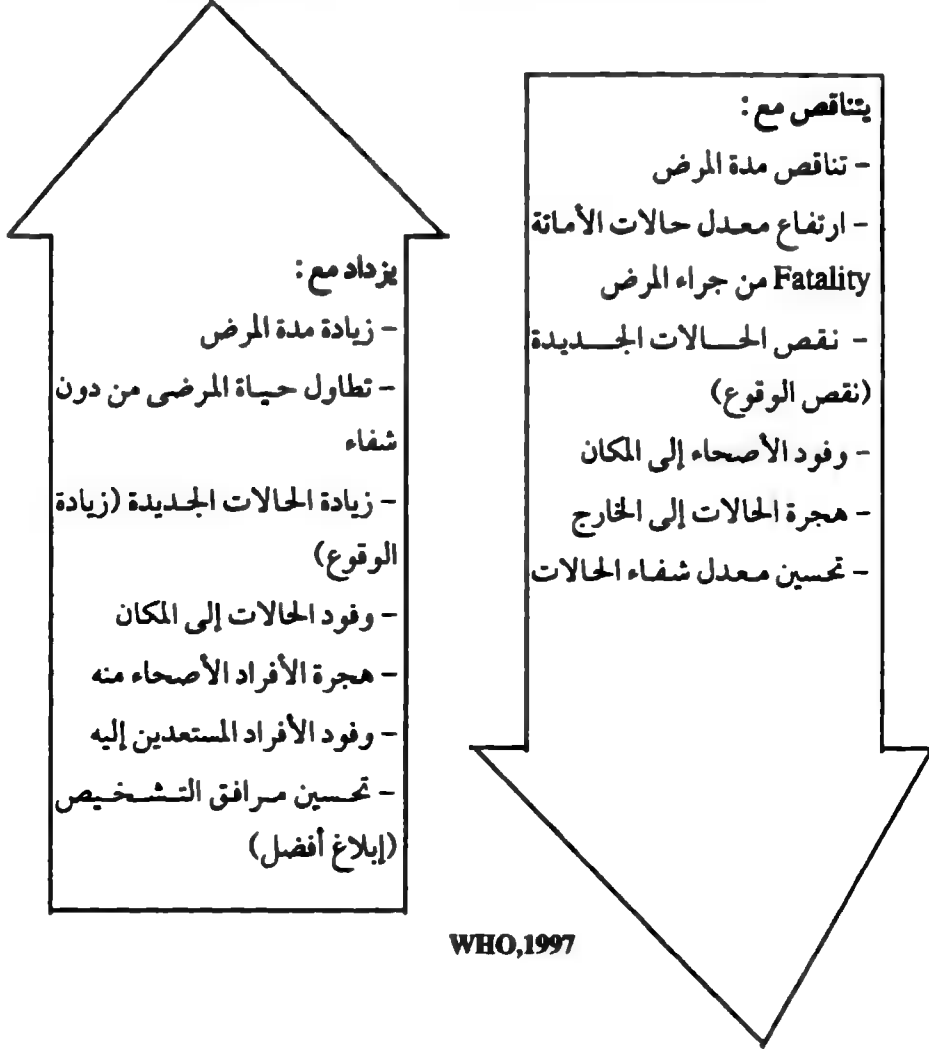 يتناقص مع :
- تناقص مدة المرض
- ارتفاع معدل حالات الأماتة
Fatality من جراء المرض
- نقص الحالات الجديدة
(نقص الوقوع)
- وفود الأصحاء إلى المكان
- هجرة الحالات إلى الخارج
- تحسين معدل شفاء الحالات
يزداد مع :
- زيادة مدة المرض
- تطاول حياة المرضى من دون
شفاء
- زيادة الحالات الجديدة (زيادة
الوقوع)
- وفود الحالات إلى المكان
- هجرة الأفراد الأصحاء منه
- وفود الأفراد المستعدين إليه
- تحسين مرافق التشخيص
(إبلاغ أفضل)
WHO,1997